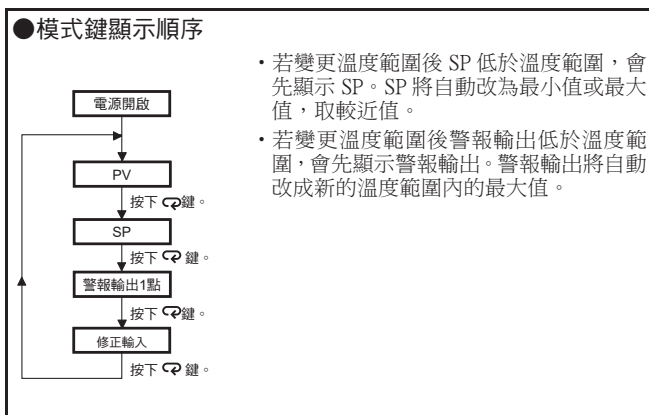 ●模式鍵顯示順序
電源開啟
PV
按下 鍵。
SP
按下 鍵。
警報輸出1點
按下 鍵。
修正輸入
按下 鍵。
・若變更溫度範圍後 SP 低於溫度範圍，會
先顯示 SP。SP 將自動改為最小值或最大
值，取較近值。
・若變更溫度範圍後警報輸出低於溫度範
圍，會先顯示警報輸出。警報輸出將自動
改成新的溫度範圍內的最大值。